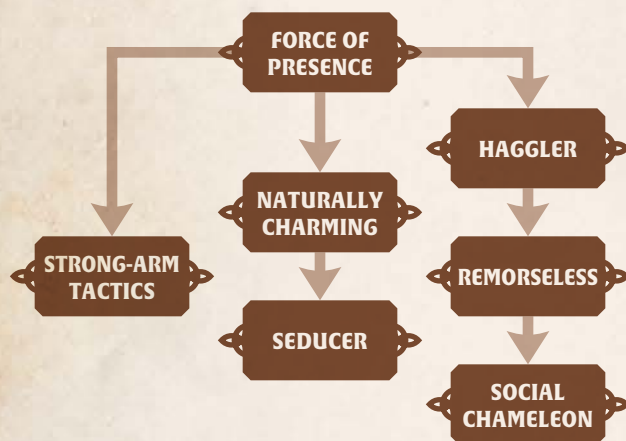 FORCE OF
PRESENCE
HAGGLER
NATURALLY
CHARMING
STRONG-ARM
TACTICS
REMORSELESS
SEDUCER
SOCIAL
CHAMELEON